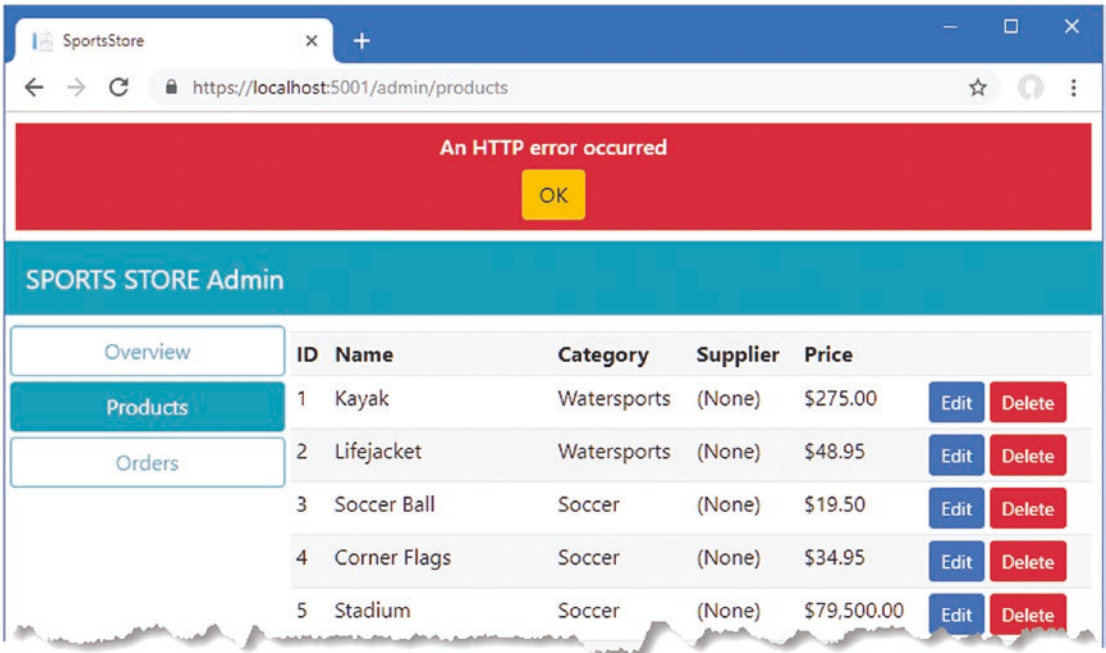 SportsStore
https://localhost:5001/admin/products
An HTTP error occurred
OK
SPORTS STORE Admin
Overview
Products
Orders
ID Name Category Supplier Price
1 Kayak Watersports (None) $275.00 Edit Delete
2 Lifejacket Watersports (None) $48.95 Edit Delete
3 Soccer Ball Soccer (None) $19.50 Edit Delete
4 Corner Flags Soccer (None) $34.95 Edit Delete
5 Stadium Soccer (None) $79,500.00 Edit Delete